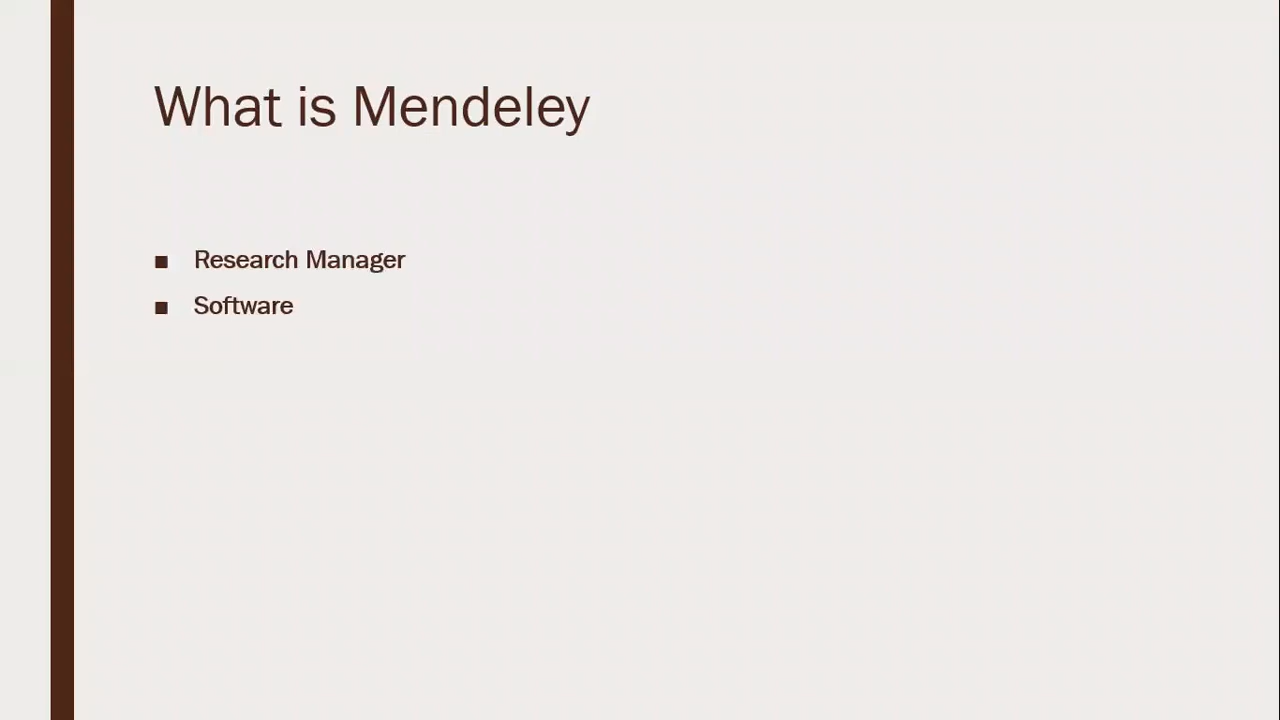 What is Mendeley
■ Research Manager
■ Software